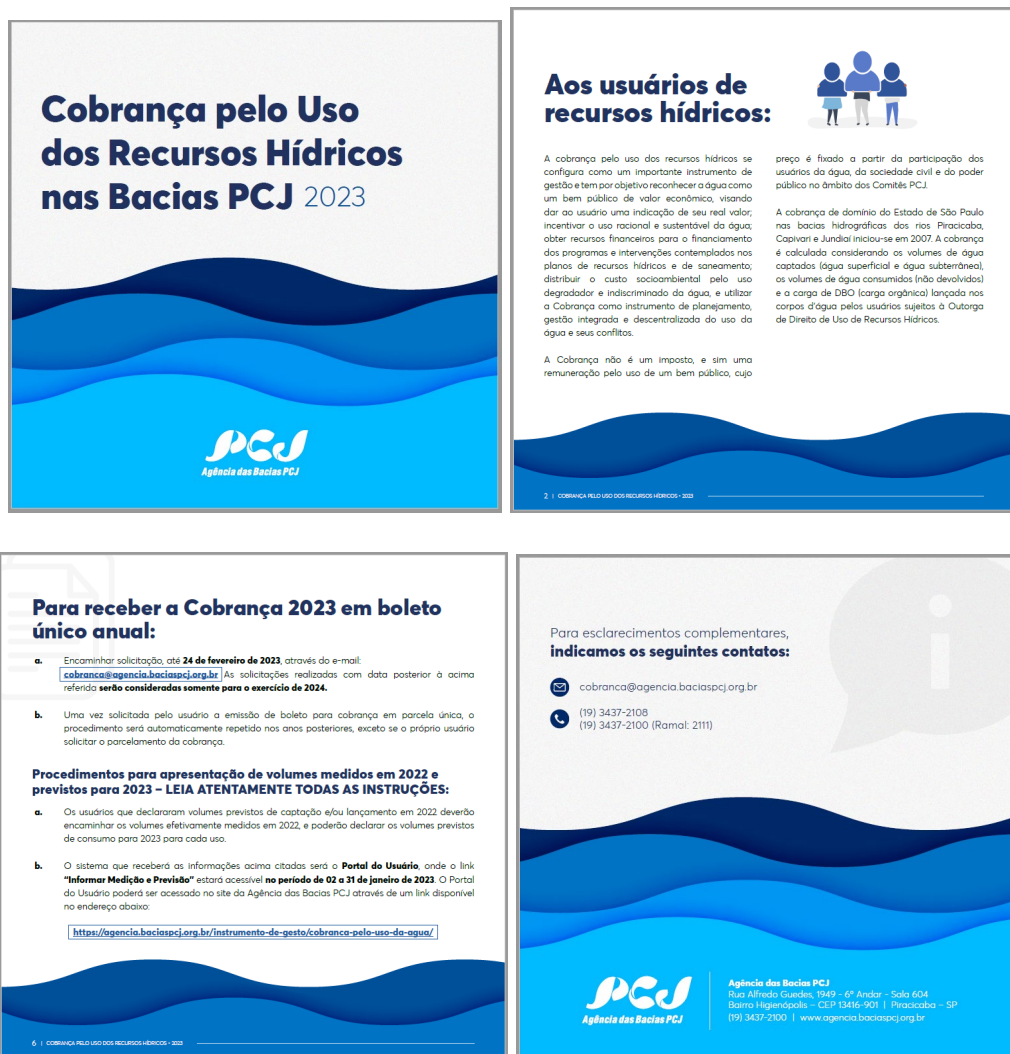 Cobrança pelo Uso
dos Recursos Hídricos
nas Bacias PCJ 2023
PCJ
Agência das Bacias PCJ
Aos usuários de
recursos hídricos:
A cobrança pelo uso dos recursos hídricos se
configura como um importante instrumento de
gestão e tem por objetivo reconhecer a água como
um bem público de valor econômico, visando
dar ao usuário uma indicação de seu real valor;
incentivar o uso racional e sustentável da água;
obter recursos financeiros para o financiamento
dos programas e intervenções contemplados nos
planos de recursos hídricos e de saneamento;
distribuir o custo socioambiental pelo uso
degradador e indiscriminado da água, e utilizar
a Cobrança como instrumento de planejamento,
gestão integrada e descentralizada do uso da
água e seus conflitos.
A Cobrança não é um imposto, e sim uma
remuneração pelo uso de um bem público, cujo
preço é fixado a partir da participação dos
usuários da água, da sociedade civil e do poder
público no âmbito dos Comitês PCJ.
A cobrança de domínio do Estado de São Paulo
nas bacias hidrográficas dos rios Piracicaba,
Capivari e Jundiaí iniciou-se em 2007. A cobrança
é calculada considerando os volumes de água
captados (água superficial e água subterrânea),
os volumes de água consumidos (não devolvidos)
e a carga de DBO (carga orgânica) lançada nos
corpos d'água pelos usuários sujeitos à Outorga
de Direito de Uso de Recursos Hídricos.
2 | COBRANÇA PELO USO DOS RECURSOS HÍDRICOS • 2023
Para receber a Cobrança 2023 em boleto
único anual:
a. Encaminhar solicitação, até 24 de fevereiro de 2023, através do e-mail:
cobranca@agencia.baciaspcj.org.br As solicitações realizadas com data posterior à acima
referida serão consideradas somente para o exercício de 2024.
b. Uma vez solicitada pelo usuário a emissão de boleto para cobrança em parcela única, o
procedimento será automaticamente repetido nos anos posteriores, exceto se o próprio usuário
solicitar o parcelamento da cobrança.
Procedimentos para apresentação de volumes medidos em 2022 e
previstos para 2023 – LEIA ATENTAMENTE TODAS AS INSTRUÇÕES:
a. Os usuários que declararam volumes previstos de captação e/ou lançamento em 2022 deverão
encaminhar os volumes efetivamente medidos em 2022, e poderão declarar os volumes previstos
de consumo para 2023 para cada uso.
b. O sistema que receberá as informações acima citadas será o Portal do Usuário, onde o link
"Informar Medição e Previsão" estará acessível no período de 02 a 31 de janeiro de 2023. O Portal
do Usuário poderá ser acessado no site da Agência das Bacias PCJ através de um link disponível
no endereço abaixo:
https://agencia.baciaspcj.org.br/instrumento-de-gesto/cobranca-pelo-uso-da-agua/
6 | COBRANÇA PELO USO DOS RECURSOS HÍDRICOS • 2023
Para esclarecimentos complementares,
indicamos os seguintes contatos:
cobranca@agencia.baciaspcj.org.br
(19) 3437-2108
(19) 3437-2100 (Ramal: 2111)
PCJ
Agência das Bacias PCJ
Agência das Bacias PCJ
Rua Alfredo Guedes, 1949 - 6º Andar - Sala 604
Bairro Higienópolis – CEP 13416-901 | Piracicaba – SP
(19) 3437-2100 | www.agencia.baciaspcj.org.br